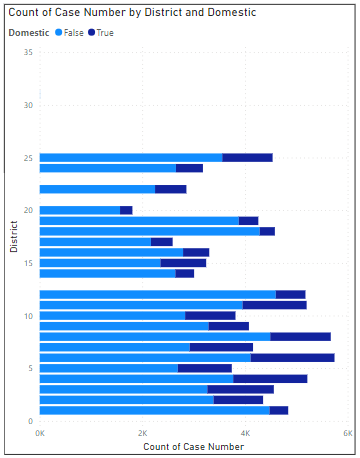 Count of Case Number by District and Domestic
Domestic False True
35
30
25
20
15
10
5
0
District
0K 2K 4K 6K
Count of Case Number